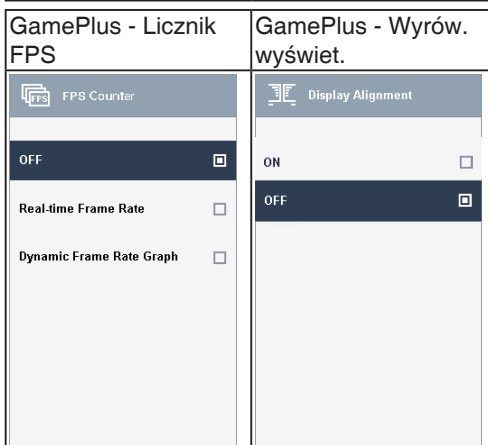 GamePlus - Licznik
FPS
GamePlus - Wyrów.
wyświet.
FPS
FPS Counter
OFF
Real-time Frame Rate
Dynamic Frame Rate Graph
Display Alignment
ON
OFF